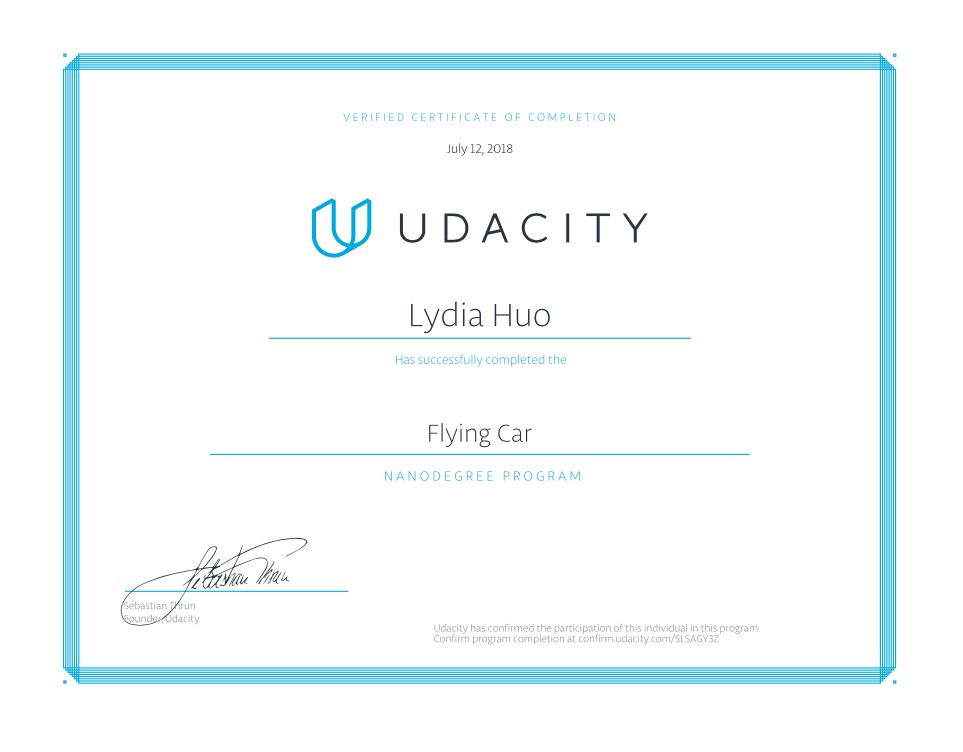 VERIFIED CERTIFICATE OF COMPLETION
July 12, 2018
UDACITY
Lydia Huo
Has successfully completed the
Flying Car
NANODEGREE PROGRAM
Sebastian Thrun
Sebastian Thrun
Founder, Udacity
Udacity has confirmed the participation of this individual in this program.
Confirm program completion at confirm.udacity.com/SLSAGY3Z